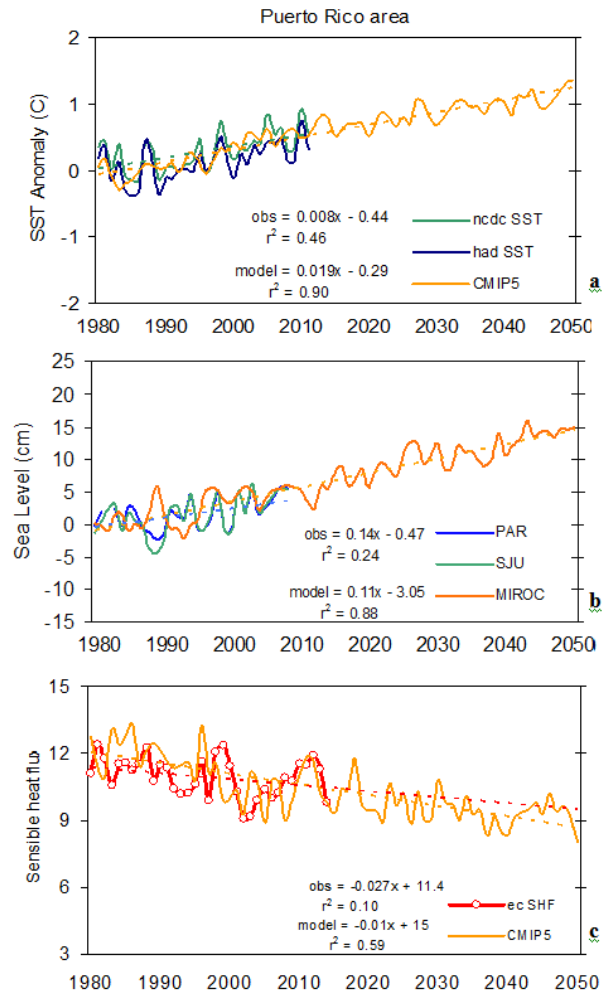 Puerto Rico area
2
1
0
-1
-2
SST Anomaly (C)
obs = 0.008x - 0.44
r² = 0.46
model = 0.019x - 0.29
r² = 0.90
ncdc SST
had SST
CMIP5
a
1980 1990 2000 2010 2020 2030 2040 2050
25
20
15
10
5
0
-5
-10
-15
Sea Level (cm)
obs = 0.14x - 0.47
r² = 0.24
model = 0.11x - 3.05
r² = 0.88
PAR
SJU
MIROC
b
1980 1990 2000 2010 2020 2030 2040 2050
15
12
9
6
3
Sensible heat flux
obs = -0.027x + 11.4
r² = 0.10
model = -0.01x + 15
r² = 0.59
ec SHF
CMIP5
c
1980 1990 2000 2010 2020 2030 2040 2050